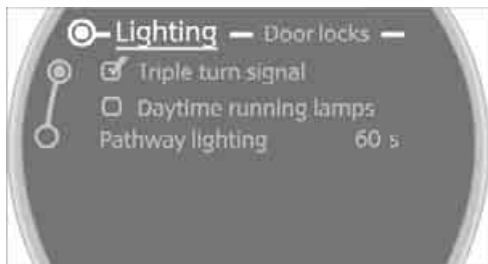 Lighting Door locks
Triple turn signal
Daytime running lamps
Pathway lighting 60 s